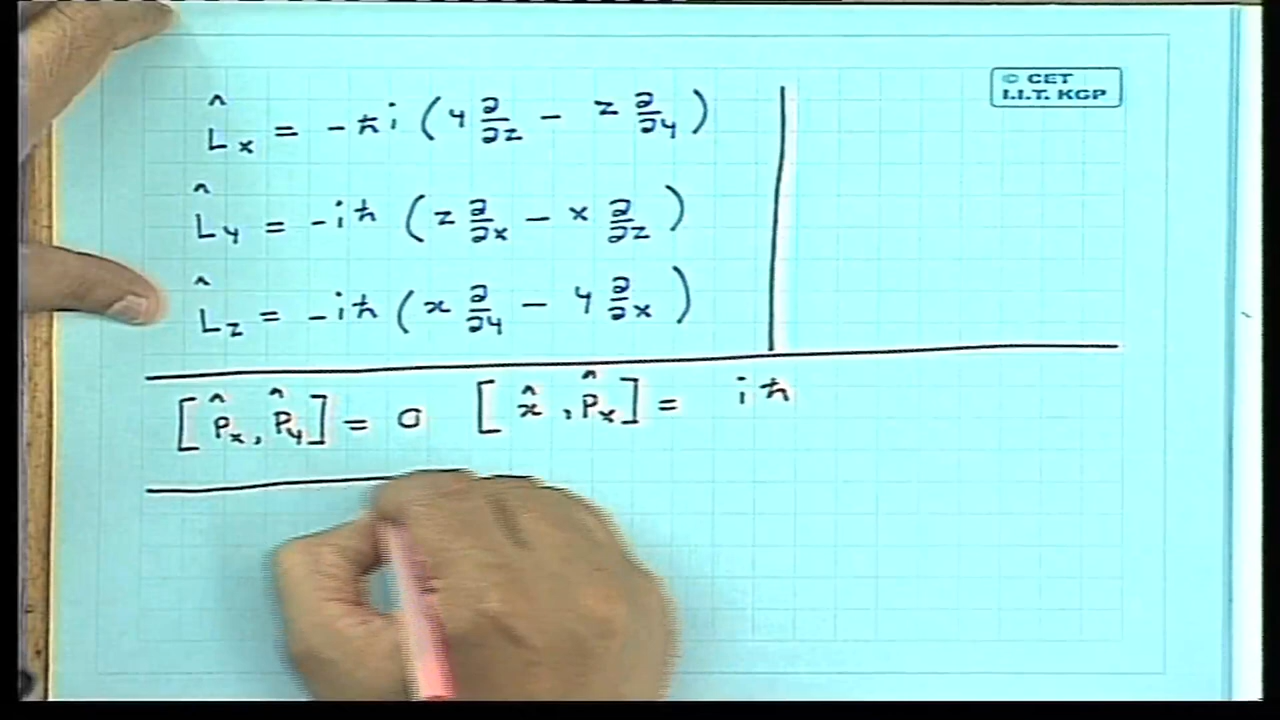 © CET
I.I.T. KGP
L̂x = -ħi (y ∂/∂z - z ∂/∂y)
L̂y = -iħ (z ∂/∂x - x ∂/∂z)
L̂z = -iħ (x ∂/∂y - y ∂/∂x)
[p̂x, p̂y] = 0 [x̂, p̂x] = iħ